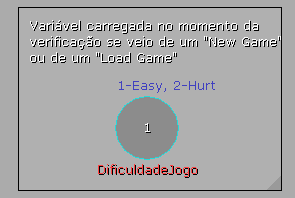 Variável carregada no momento da
verificação se veio de um "New Game"
ou de um "Load Game"
1-Easy, 2-Hurt
1
DificuldadeJogo